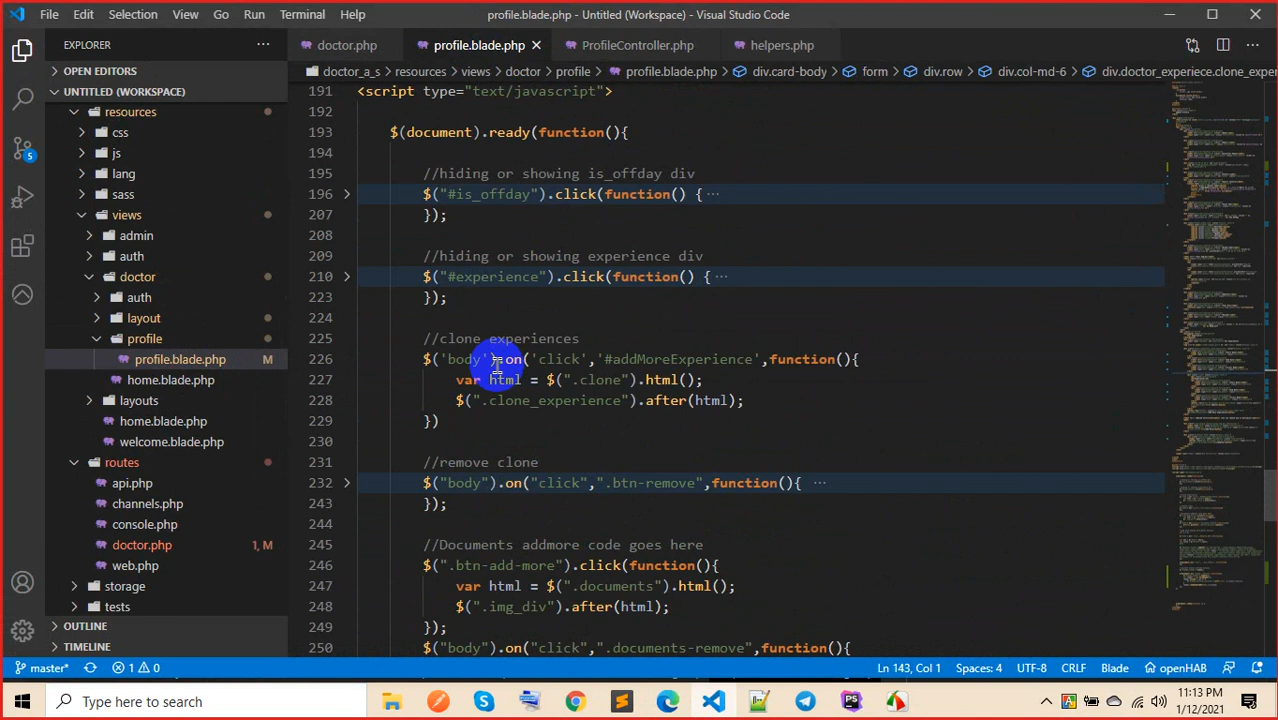 File Edit Selection View Go Run Terminal Help profile.blade.php - Untitled (Workspace) - Visual Studio Code
EXPLORER
doctor.php profile.blade.php ProfileController.php helpers.php
OPEN EDITORS
UNTITLED (WORKSPACE)
resources
css
js
lang
sass
views
admin
auth
doctor
auth
layout
profile
profile.blade.php M
home.blade.php
layouts
home.blade.php
welcome.blade.php
routes
api.php
channels.php
console.php
doctor.php 1, M
web.php
storage
tests
OUTLINE
TIMELINE
5
doctor_a_s > resources > views > doctor > profile > profile.blade.php > div.card-body > form > div.row > div.col-md-6 > div.doctor_experiece.clone_exper
191 <script type="text/javascript">
192
193 $(document).ready(function(){
194
195 //hiding or showing is_offday div
196 $("#is_offday").click(function() { ...
207 });
208
209 //hiding or showing experience div
210 $("#experience").click(function() { ...
223 });
224
225 //clone experiences
226 $('body').on('click','#addMoreExperience',function(){
227 var html = $(".clone").html();
228 $(".clone_experience").after(html);
229 })
230
231 //remove clone
232 $("body").on("click",".btn-remove",function(){ ...
243 });
244
245 //Documents addmore code goes here
246 $(".btn-add-more").click(function(){
247 var html = $(".documents").html();
248 $(".img_div").after(html);
249 });
250 $("body").on("click",".documents-remove",function(){
master* 1 0 Ln 143, Col 1 Spaces: 4 UTF-8 CRLF Blade openHAB
Type here to search
11:13 PM
1/12/2021